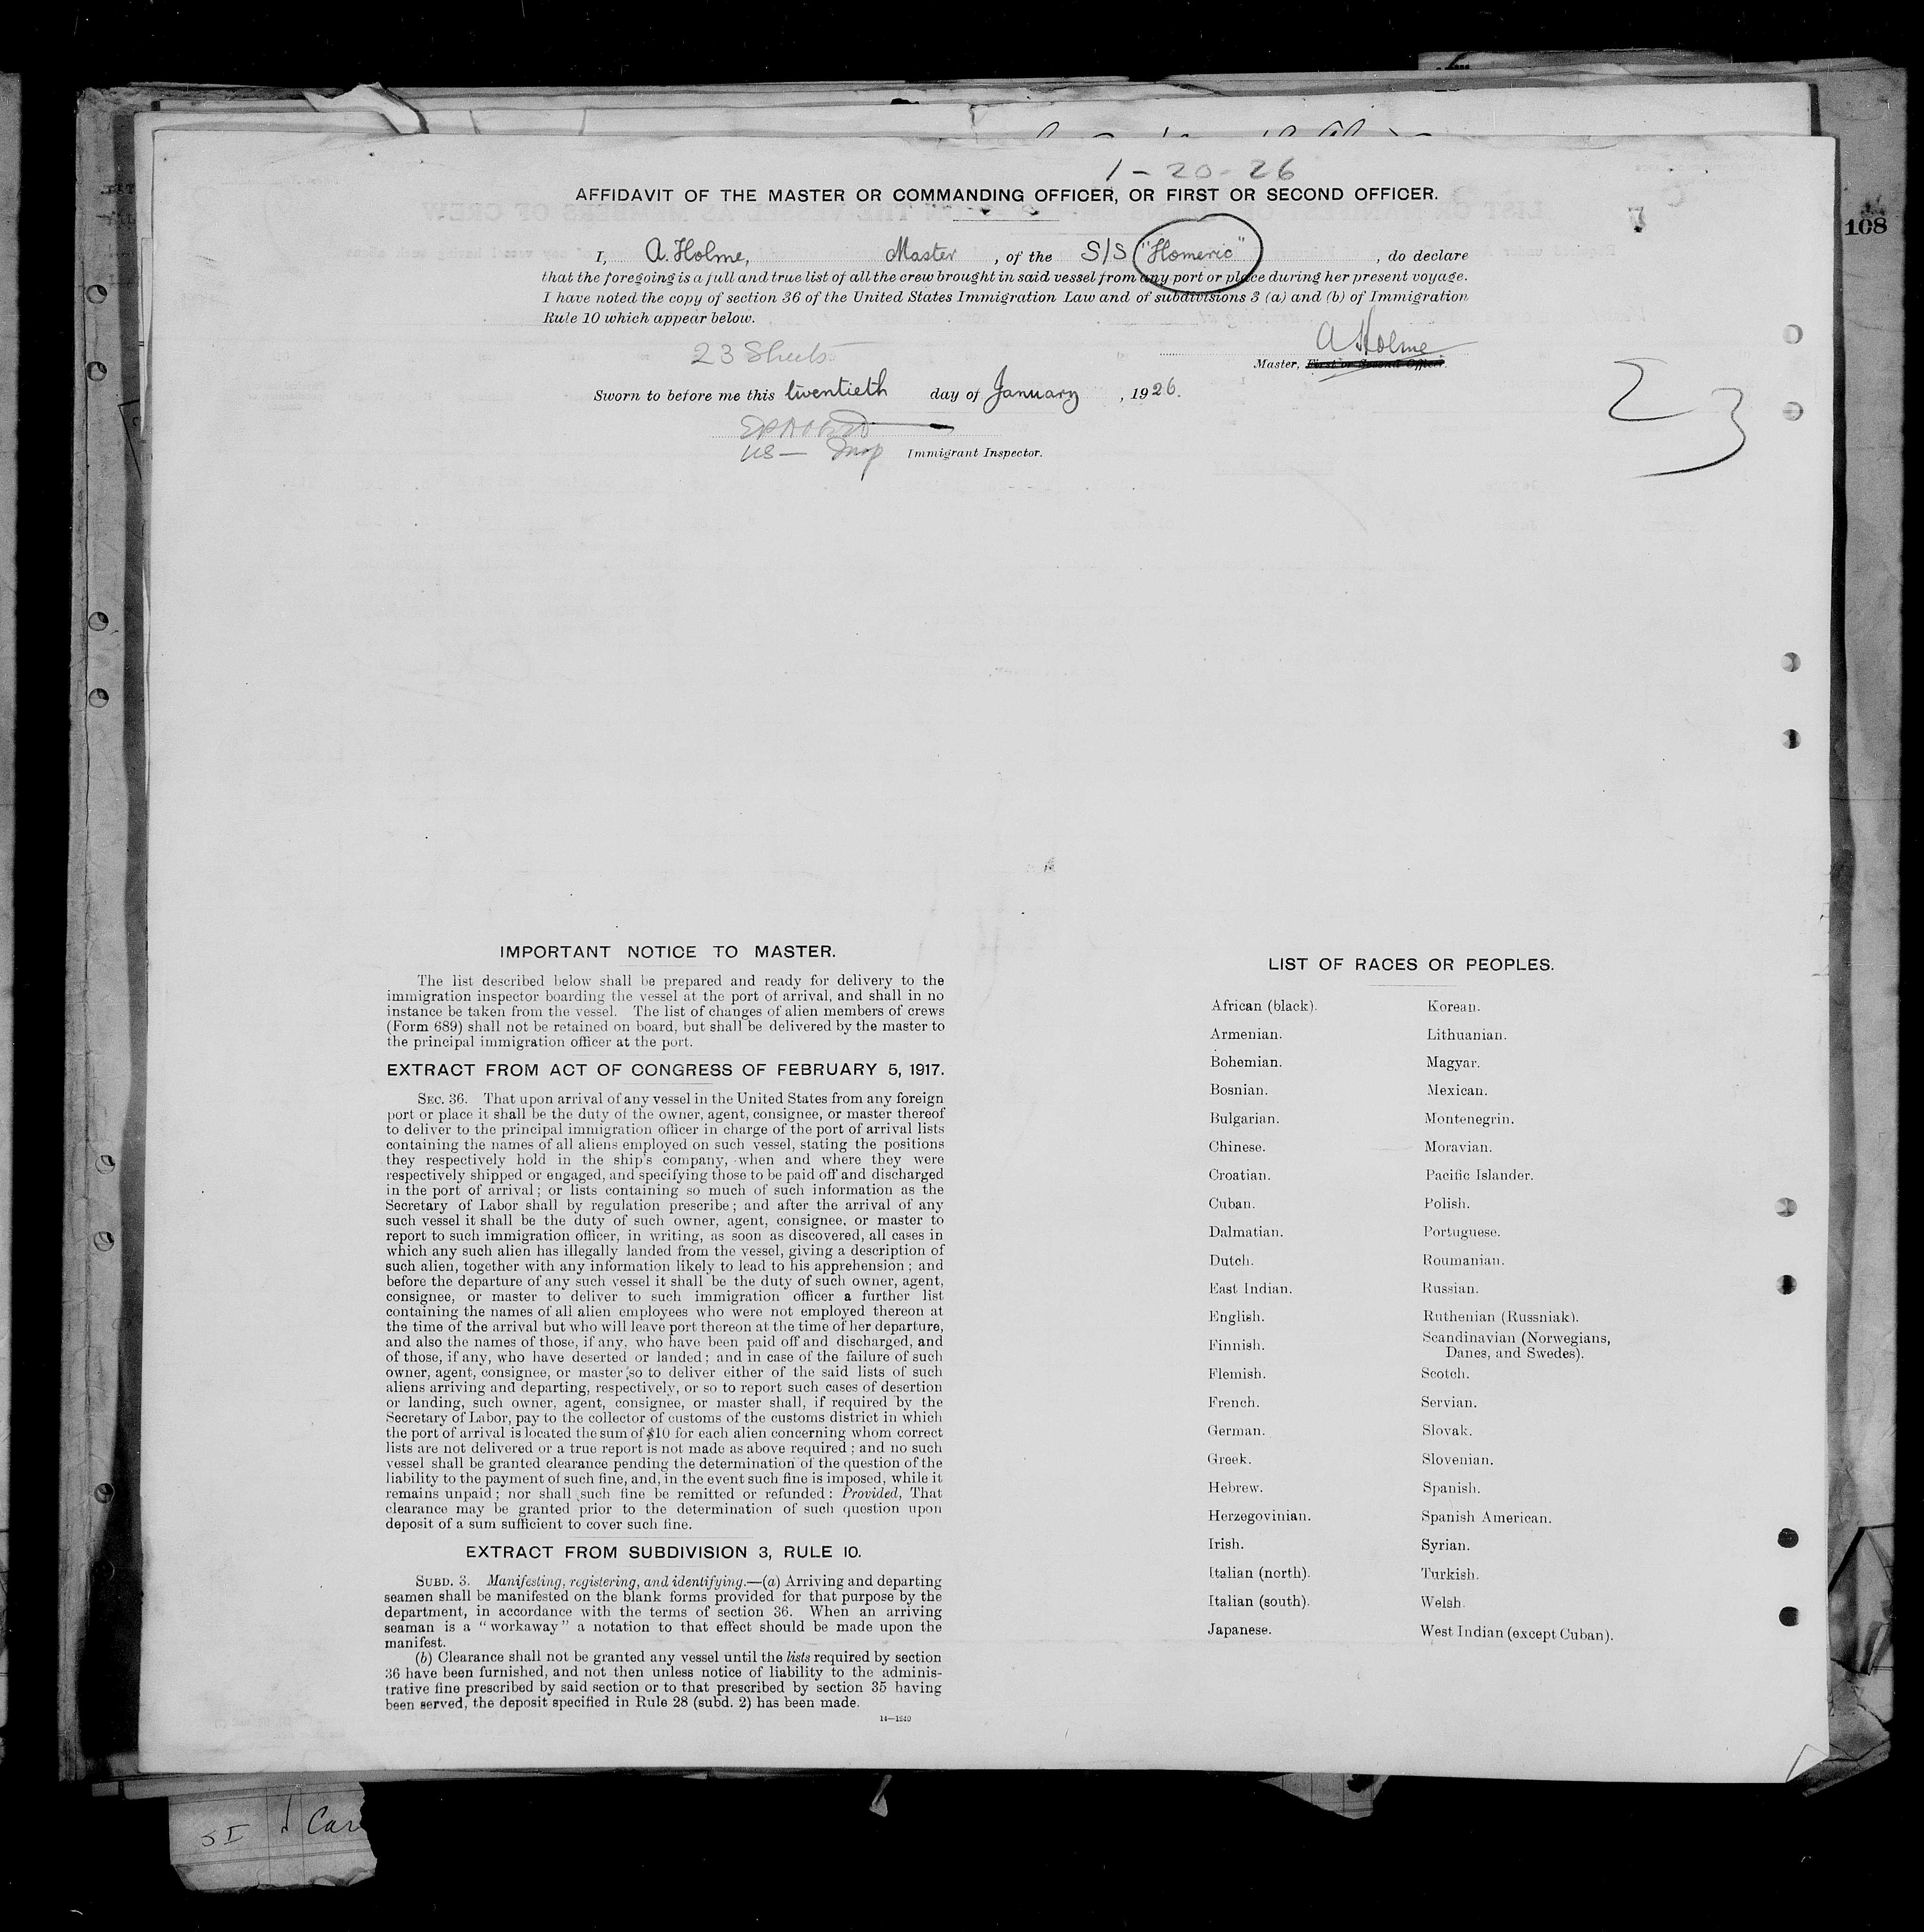 1-20-26
AFFIDAVIT OF THE MASTER OR COMMANDING OFFICER, OR FIRST OR SECOND OFFICER.
108
I, A. Holme, Master, of the S/S "Homeric", do declare
that the foregoing is a full and true list of all the crew brought in said vessel from any port or place during her present voyage.
I have noted the copy of section 36 of the United States Immigration Law and of subdivisions 3 (a) and (b) of Immigration
Rule 10 which appear below.
A Holme
23 Sheets
Master, First or Second Officer.
23
Sworn to before me this twentieth day of January, 1926.
US— Insp Immigrant Inspector.
IMPORTANT NOTICE TO MASTER.
The list described below shall be prepared and ready for delivery to the
immigration inspector boarding the vessel at the port of arrival, and shall in no
instance be taken from the vessel. The list of changes of alien members of crews
(Form 689) shall not be retained on board, but shall be delivered by the master to
the principal immigration officer at the port.
EXTRACT FROM ACT OF CONGRESS OF FEBRUARY 5, 1917.
SEC. 36. That upon arrival of any vessel in the United States from any foreign
port or place it shall be the duty of the owner, agent, consignee, or master thereof
to deliver to the principal immigration officer in charge of the port of arrival lists
containing the names of all aliens employed on such vessel, stating the positions
they respectively hold in the ship's company, when and where they were
respectively shipped or engaged, and specifying those to be paid off and discharged
in the port of arrival; or lists containing so much of such information as the
Secretary of Labor shall by regulation prescribe; and after the arrival of any
such vessel it shall be the duty of such owner, agent, consignee, or master to
report to such immigration officer, in writing, as soon as discovered, all cases in
which any such alien has illegally landed from the vessel, giving a description of
such alien, together with any information likely to lead to his apprehension; and
before the departure of any such vessel it shall be the duty of such owner, agent,
consignee, or master to deliver to such immigration officer a further list
containing the names of all alien employees who were not employed thereon at
the time of the arrival but who will leave port thereon at the time of her departure,
and also the names of those, if any, who have been paid off and discharged, and
of those, if any, who have deserted or landed; and in case of the failure of such
owner, agent, consignee, or master so to deliver either of the said lists of such
aliens arriving and departing, respectively, or so to report such cases of desertion
or landing, such owner, agent, consignee, or master shall, if required by the
Secretary of Labor, pay to the collector of customs of the customs district in which
the port of arrival is located the sum of $10 for each alien concerning whom correct
lists are not delivered or a true report is not made as above required; and no such
vessel shall be granted clearance pending the determination of the question of the
liability to the payment of such fine, and, in the event such fine is imposed, while it
remains unpaid; nor shall such fine be remitted or refunded: Provided, That
clearance may be granted prior to the determination of such question upon
deposit of a sum sufficient to cover such fine.
EXTRACT FROM SUBDIVISION 3, RULE 10.
SUBD. 3. Manifesting, registering, and identifying.—(a) Arriving and departing
seamen shall be manifested on the blank forms provided for that purpose by the
department, in accordance with the terms of section 36. When an arriving
seaman is a "workaway" a notation to that effect should be made upon the
manifest.
(b) Clearance shall not be granted any vessel until the lists required by section
36 have been furnished, and not then unless notice of liability to the adminis-
trative fine prescribed by said section or to that prescribed by section 35 having
been served, the deposit specified in Rule 28 (subd. 2) has been made.
14—1240
LIST OF RACES OR PEOPLES.
African (black). Korean.
Armenian. Lithuanian.
Bohemian. Magyar.
Bosnian. Mexican.
Bulgarian. Montenegrin.
Chinese. Moravian.
Croatian. Pacific Islander.
Cuban. Polish.
Dalmatian. Portuguese.
Dutch. Roumanian.
East Indian. Russian.
English. Ruthenian (Russniak).
Finnish. Scandinavian (Norwegians,
Danes, and Swedes).
Flemish. Scotch.
French. Servian.
German. Slovak.
Greek. Slovenian.
Hebrew. Spanish.
Herzegovinian. Spanish American.
Irish. Syrian.
Italian (north). Turkish.
Italian (south). Welsh.
Japanese. West Indian (except Cuban).
SI Car